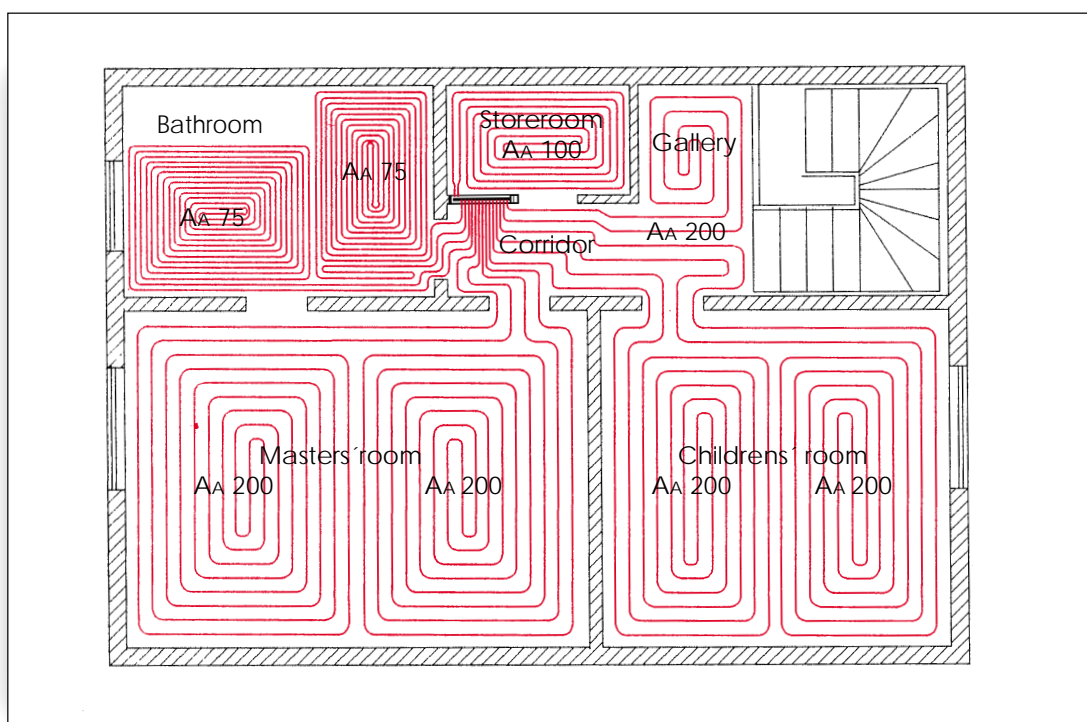 Bathroom
AA 75
AA 75
Storeroom
AA 100
Gallery
AA 200
Corridor
Masters´room
AA 200
AA 200
Childrens´ room
AA 200
AA 200